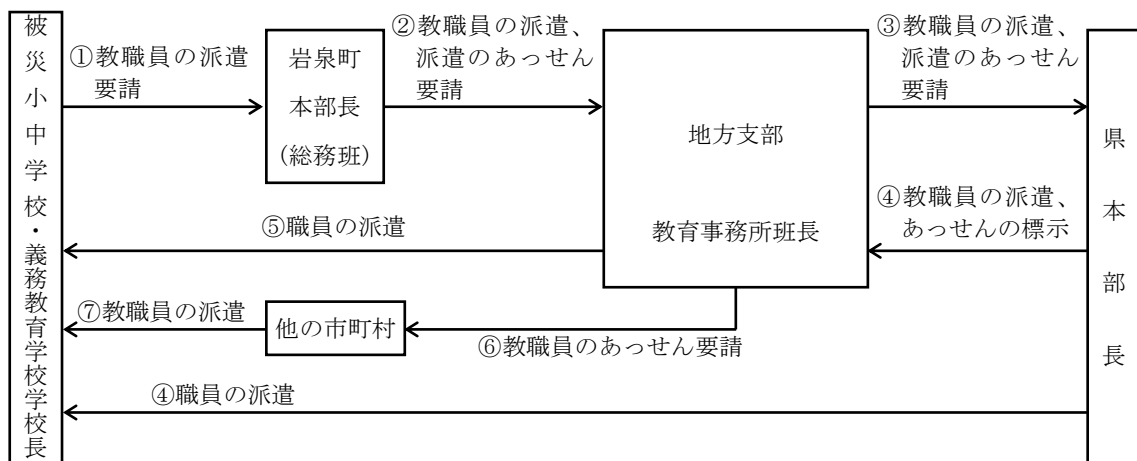 被災小中学校・義務教育学校学校長
①教職員の派遣
要請
岩泉町
本部長
(総務班)
②教職員の派遣、
派遣のあっせん
要請
地方支部
教育事務所班長
③教職員の派遣、
派遣のあっせん
要請
県本部長
④教職員の派遣、
あっせんの標示
⑤職員の派遣
⑦教職員の派遣
他の市町村
⑥教職員のあっせん要請
④職員の派遣